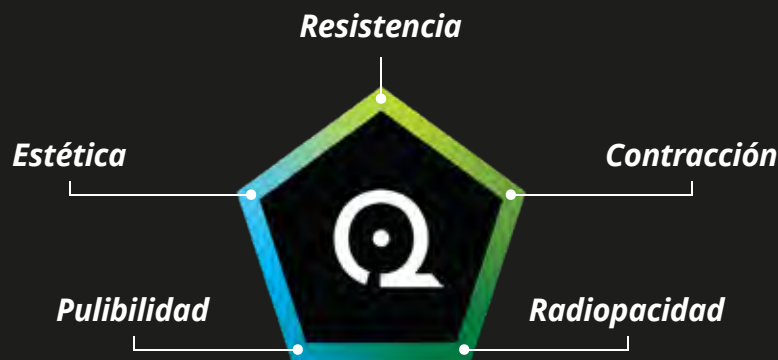 Resistencia
Estética
Contracción
Pulibilidad
Radiopacidad